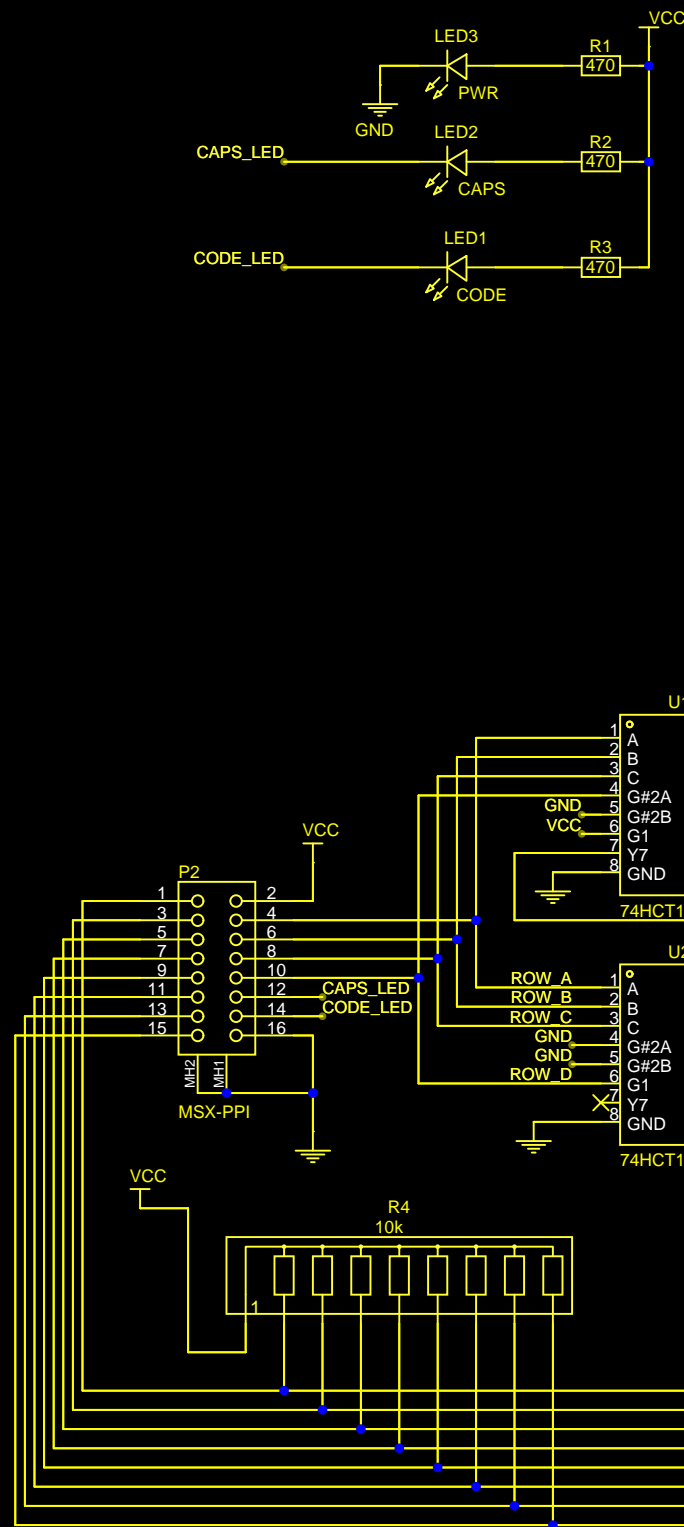 VCC
LED3
R1
470
PWR
GND
LED2
R2
CAPS_LED
470
CAPS
LED1
R3
CODE_LED
470
CODE
U1
1 A
2 B
3 C
4 G#2A
GND 5 G#2B
VCC 6 G1
7 Y7
8 GND
74HCT1
VCC
P2
1 2
3 4
5 6
7 8
9 10
11 12 CAPS_LED
13 14 CODE_LED
15 16
MH2 MH1
MSX-PPI
U2
ROW_A 1 A
ROW_B 2 B
ROW_C 3 C
GND 4 G#2A
GND 5 G#2B
ROW_D 6 G1
7 Y7
8 GND
74HCT1
VCC
R4
10k
1